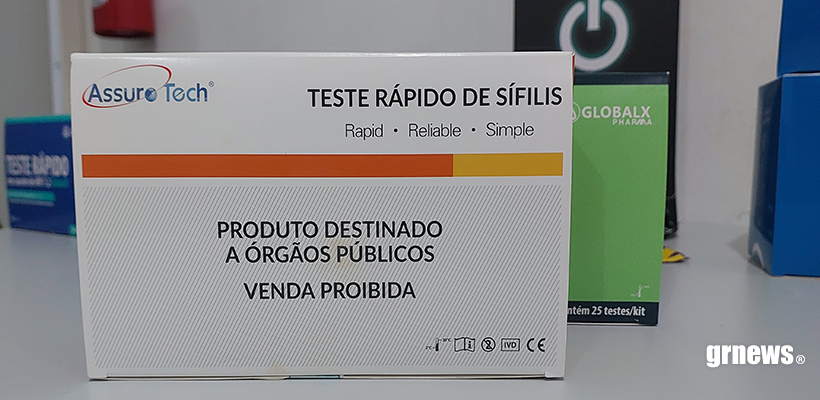 Assure Tech®
TESTE RÁPIDO DE SÍFILIS
Rapid • Reliable • Simple
PRODUTO DESTINADO
A ÓRGÃOS PÚBLICOS
VENDA PROIBIDA
IVD CE
GLOBALX
PHARMA
ntém 25 testes/kit
TESTE RÁPIDO
grnews®